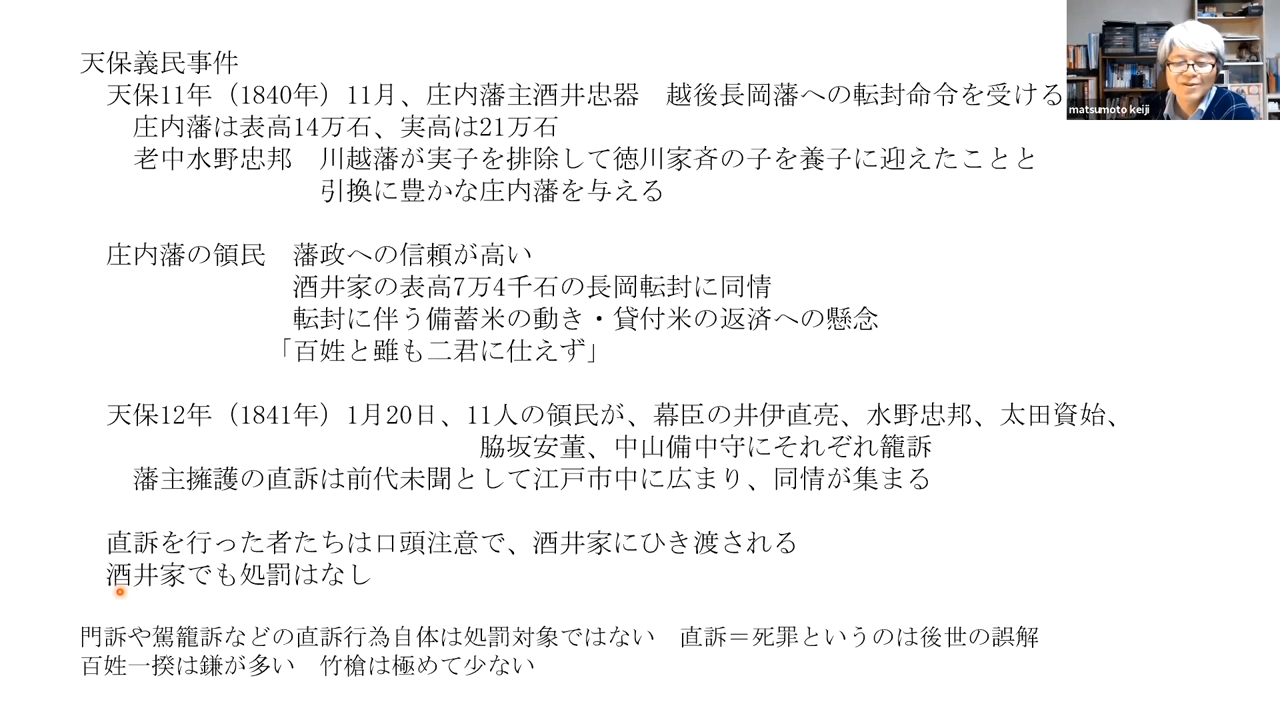 天保義民事件
天保11年（1840年）11月、庄内藩主酒井忠器　越後長岡藩への転封命令を受ける
庄内藩は表高14万石、実高は21万石
老中水野忠邦　川越藩が実子を排除して徳川家斉の子を養子に迎えたことと
引換に豊かな庄内藩を与える
庄内藩の領民　藩政への信頼が高い
酒井家の表高7万4千石の長岡転封に同情
転封に伴う備蓄米の動き・貸付米の返済への懸念
「百姓と雖も二君に仕えず」
天保12年（1841年）1月20日、11人の領民が、幕臣の井伊直亮、水野忠邦、太田資始、
脇坂安董、中山備中守にそれぞれ籠訴
藩主擁護の直訴は前代未聞として江戸市中に広まり、同情が集まる
直訴を行った者たちは口頭注意で、酒井家にひき渡される
酒井家でも処罰はなし
門訴や駕籠訴などの直訴行為自体は処罰対象ではない　直訴＝死罪というのは後世の誤解
百姓一揆は鎌が多い　竹槍は極めて少ない
matsumoto keiji